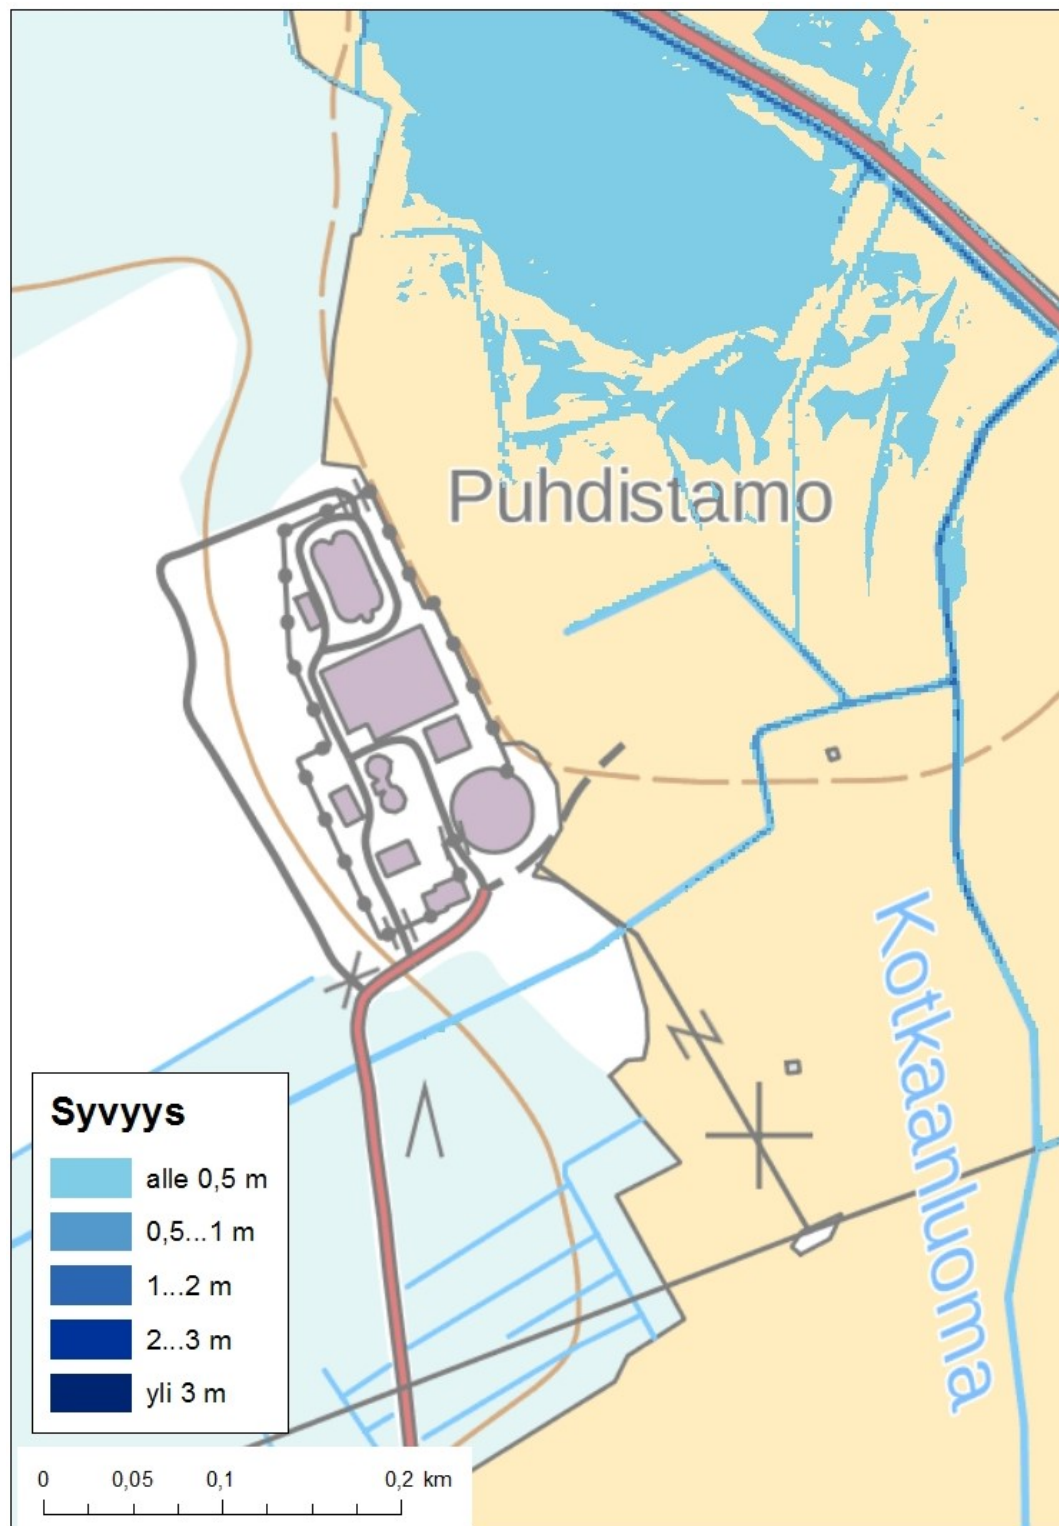 Puhdistamo
Kotkaanluoma
Syvyys
alle 0,5 m
0,5...1 m
1...2 m
2...3 m
yli 3 m
0 0,05 0,1 0,2 km